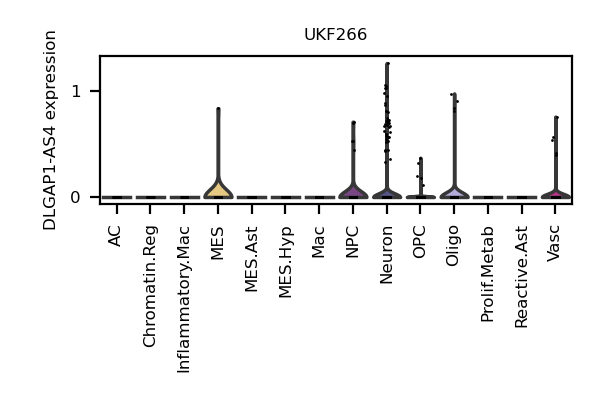 UKF266
DLGAP1-AS4 expression
1
0
AC
Chromatin.Reg
Inflammatory.Mac
MES
MES.Ast
MES.Hyp
Mac
NPC
Neuron
OPC
Oligo
Prolif.Metab
Reactive.Ast
Vasc